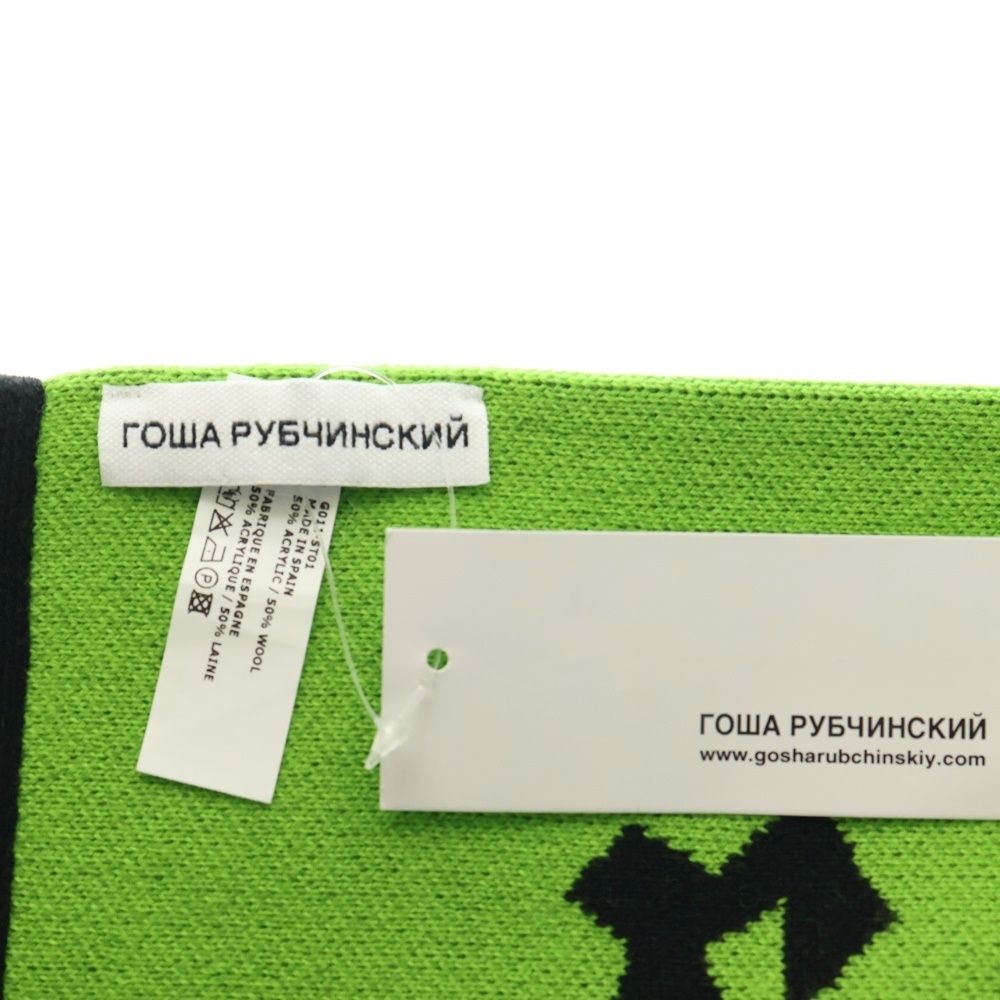 ГОША РУБЧИНСКИЙ
MADE IN SPAIN
50% ACRYLIC / 50% WOOL
FABRIQUE EN ESPAGNE
50% ACRYLIQUE / 50% LAINE
ГОША РУБЧИНСКИЙ
www.gosharubchinskiy.com